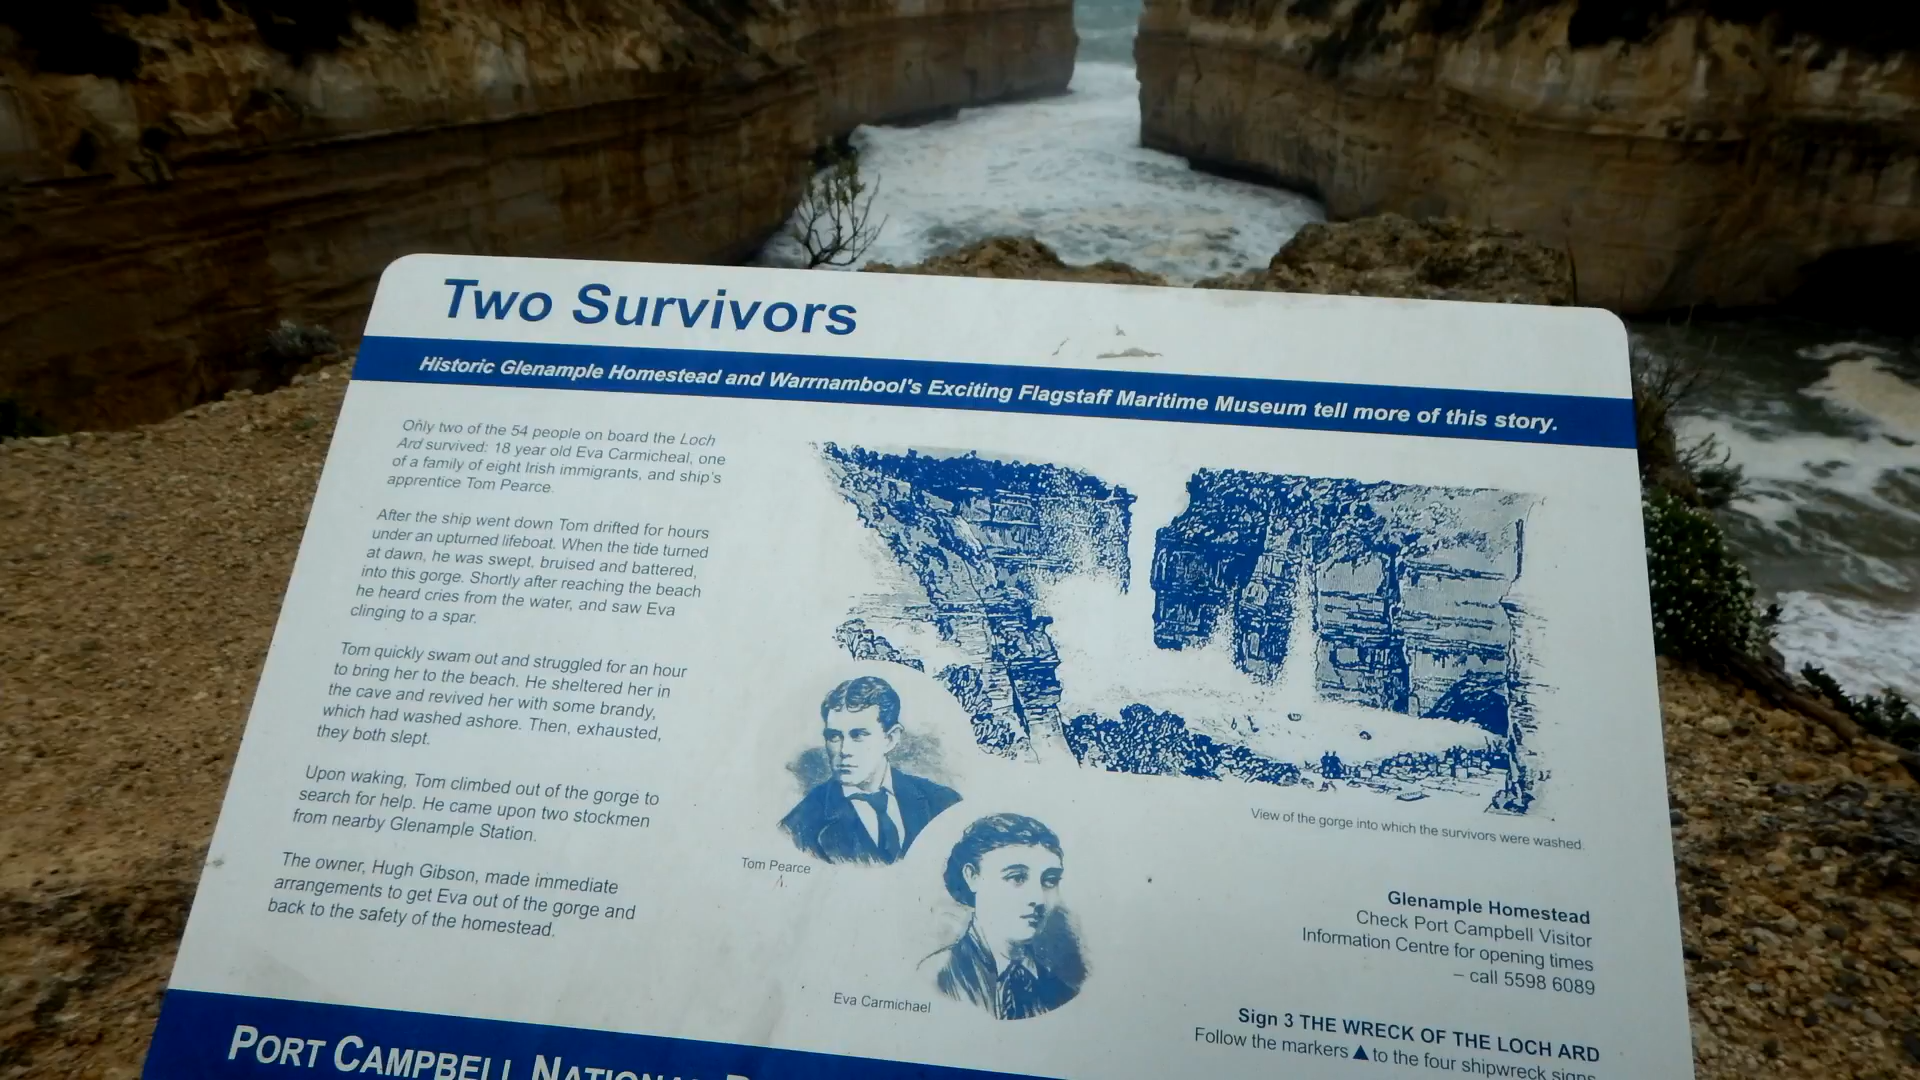 Two Survivors
Historic Glenample Homestead and Warrnambool's Exciting Flagstaff Maritime Museum tell more of this story.
Only two of the 54 people on board the Loch
Ard survived: 18 year old Eva Carmicheal, one
of a family of eight Irish immigrants, and ship's
apprentice Tom Pearce.
After the ship went down Tom drifted for hours
under an upturned lifeboat. When the tide turned
at dawn, he was swept, bruised and battered,
into this gorge. Shortly after reaching the beach
he heard cries from the water, and saw Eva
clinging to a spar.
Tom quickly swam out and struggled for an hour
to bring her to the beach. He sheltered her in
the cave and revived her with some brandy,
which had washed ashore. Then, exhausted,
they both slept.
Upon waking, Tom climbed out of the gorge to
search for help. He came upon two stockmen
from nearby Glenample Station.
The owner, Hugh Gibson, made immediate
arrangements to get Eva out of the gorge and
back to the safety of the homestead.
View of the gorge into which the survivors were washed.
Tom Pearce
Eva Carmichael
Glenample Homestead
Check Port Campbell Visitor
Information Centre for opening times
– call 5598 6089
Sign 3 THE WRECK OF THE LOCH ARD
Follow the markers ▲ to the four shipwreck signs
PORT CAMPBELL NATIONAL